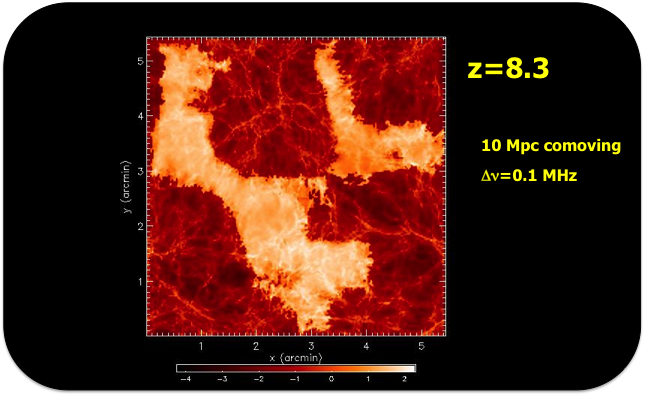 z=8.3
10 Mpc comoving
Δν=0.1 MHz
5
4
3
2
1
y (arcmin)
1 2 3 4 5
x (arcmin)
-4 -3 -2 -1 0 1 2